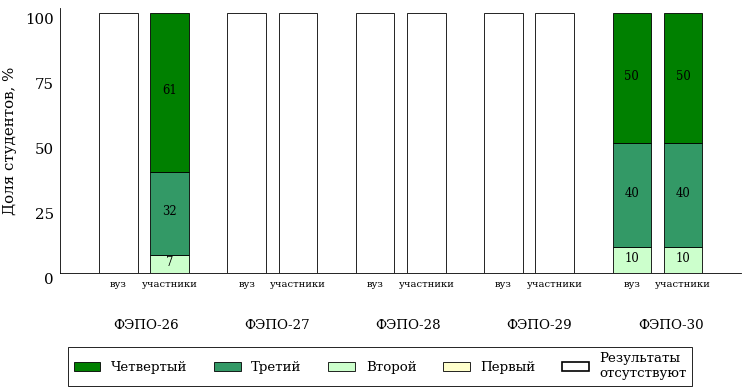 Доля студентов, %
100
75
50
25
0
61
32
7
50
40
10
50
40
10
вуз участники вуз участники вуз участники вуз участники вуз участники
ФЭПО-26 ФЭПО-27 ФЭПО-28 ФЭПО-29 ФЭПО-30
Четвертый Третий Второй Первый Результаты
отсутствуют